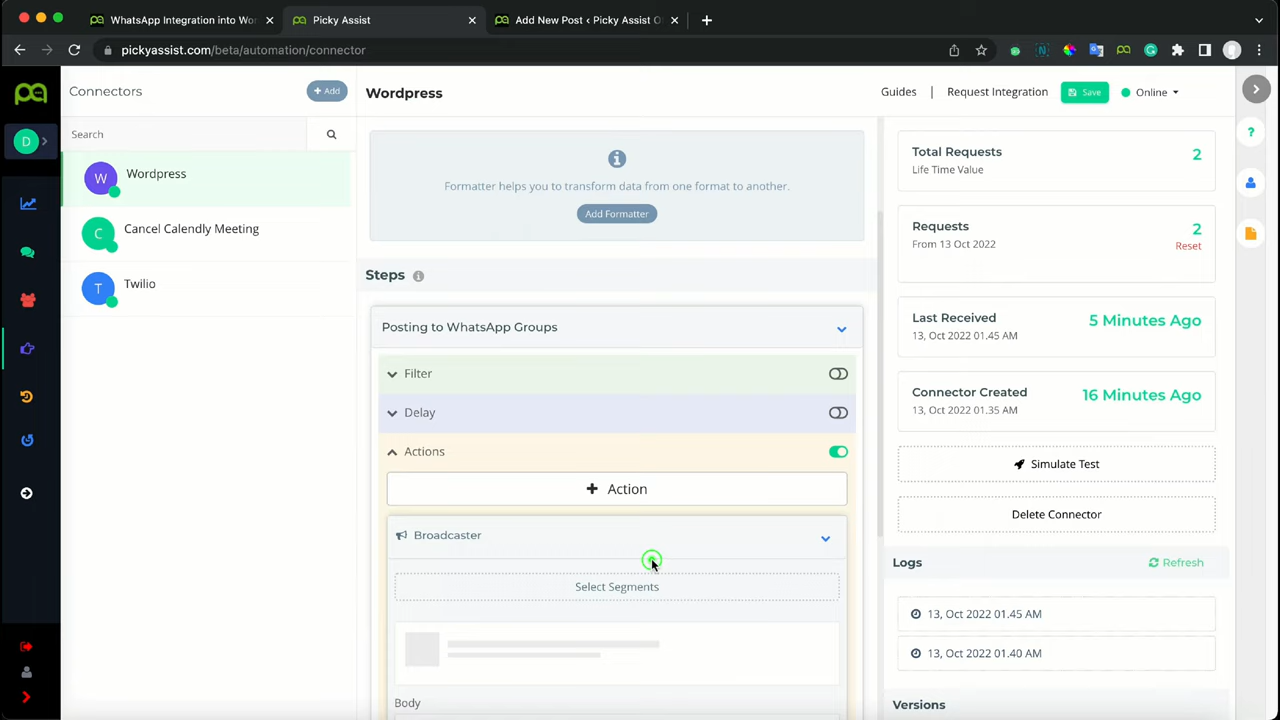 WhatsApp Integration into Wor
Picky Assist
Add New Post ‹ Picky Assist O
pickyassist.com/beta/automation/connector
Connectors
+ Add
Wordpress
Guides | Request Integration
Save
Online
Search
W
Wordpress
C
Cancel Calendly Meeting
T
Twilio
D
Formatter helps you to transform data from one format to another.
Add Formatter
Steps
Posting to WhatsApp Groups
Filter
Delay
Actions
+ Action
Broadcaster
Select Segments
Body
Total Requests
2
Life Time Value
Requests
2
From 13 Oct 2022
Reset
Last Received
5 Minutes Ago
13, Oct 2022 01.45 AM
Connector Created
16 Minutes Ago
13, Oct 2022 01.35 AM
Simulate Test
Delete Connector
Logs
Refresh
13, Oct 2022 01.45 AM
13, Oct 2022 01.40 AM
Versions